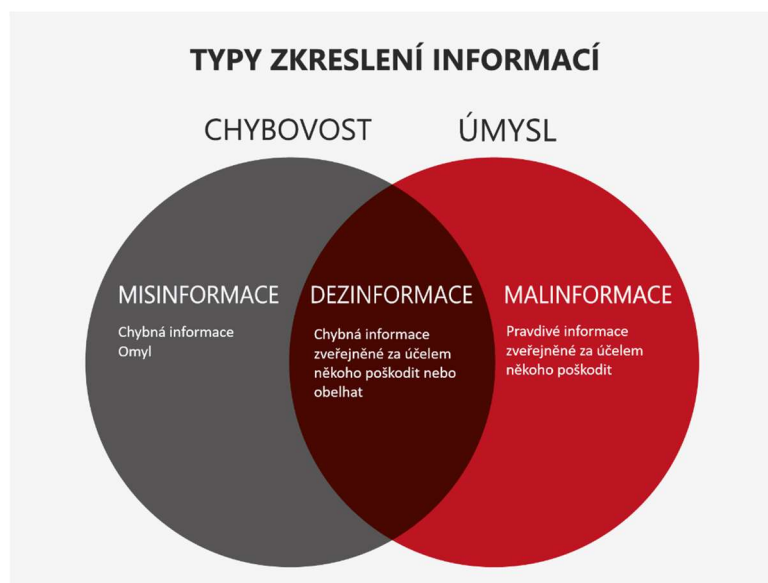 TYPY ZKRESLENÍ INFORMACÍ
CHYBOVOST
ÚMYSL
MISINFORMACE
Chybná informace
Omyl
DEZINFORMACE
Chybná informace
zveřejněné za účelem
někoho poškodit nebo
obelhat
MALINFORMACE
Pravdivé informace
zveřejněné za účelem
někoho poškodit